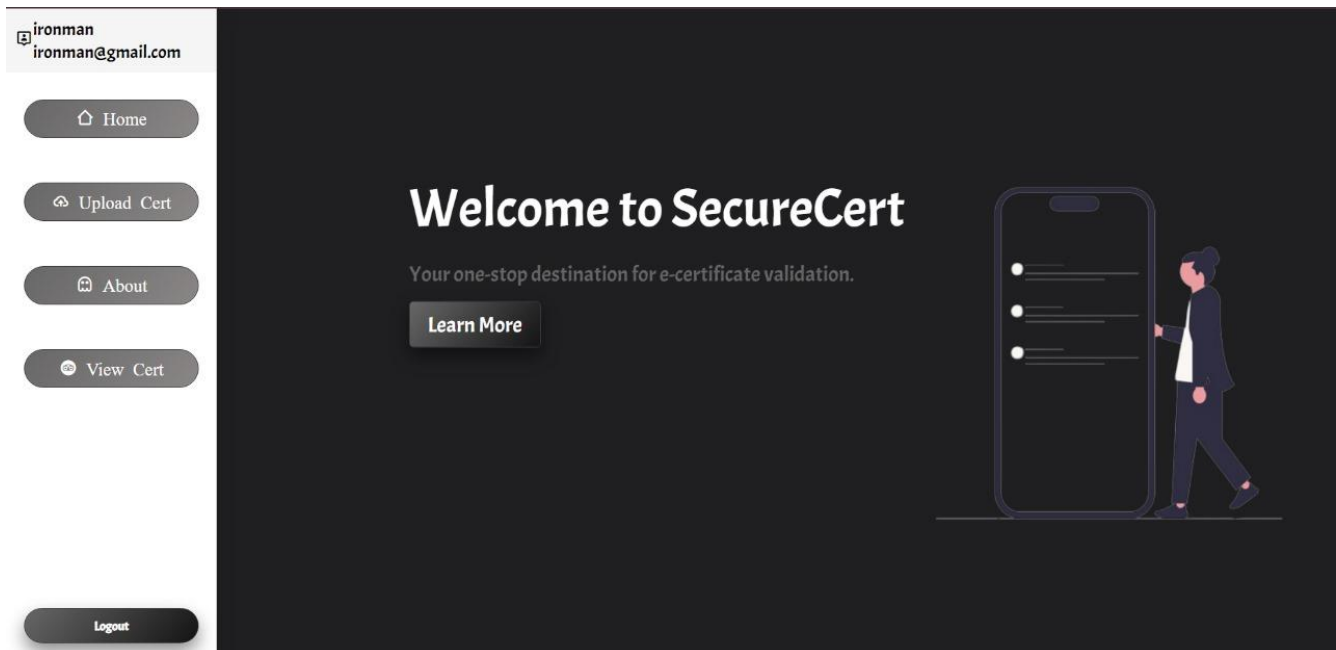 ironman
ironman@gmail.com
Home
Upload Cert
About
View Cert
Logout
Welcome to SecureCert
Your one-stop destination for e-certificate validation.
Learn More